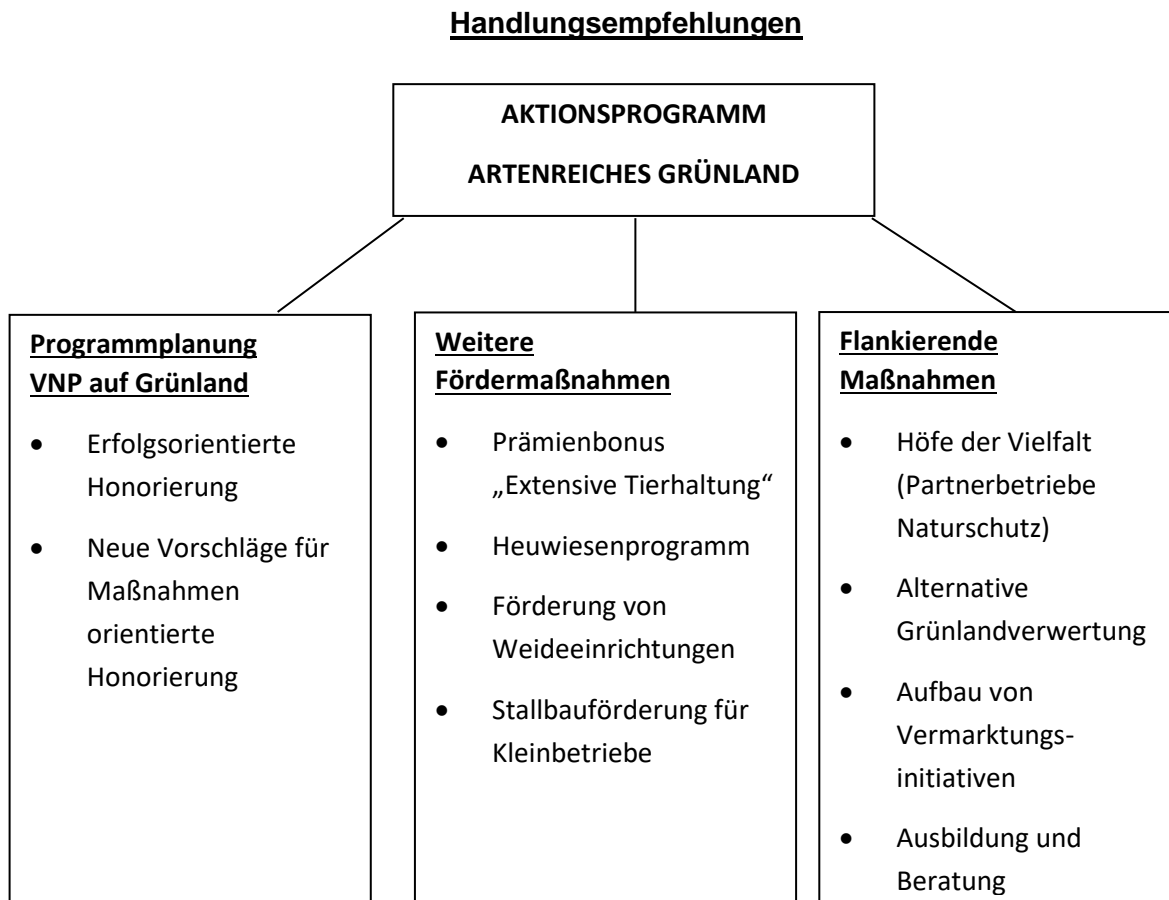 Handlungsempfehlungen
AKTIONSPROGRAMM
ARTENREICHES GRÜNLAND
Programmplanung
VNP auf Grünland
• Erfolgsorientierte
Honorierung
• Neue Vorschläge für
Maßnahmen
orientierte
Honorierung
Weitere
Fördermaßnahmen
• Prämienbonus
„Extensive Tierhaltung“
• Heuwiesenprogramm
• Förderung von
Weideeinrichtungen
• Stallbauförderung für
Kleinbetriebe
Flankierende
Maßnahmen
• Höfe der Vielfalt
(Partnerbetriebe
Naturschutz)
• Alternative
Grünlandverwertung
• Aufbau von
Vermarktungs-
initiativen
• Ausbildung und
Beratung